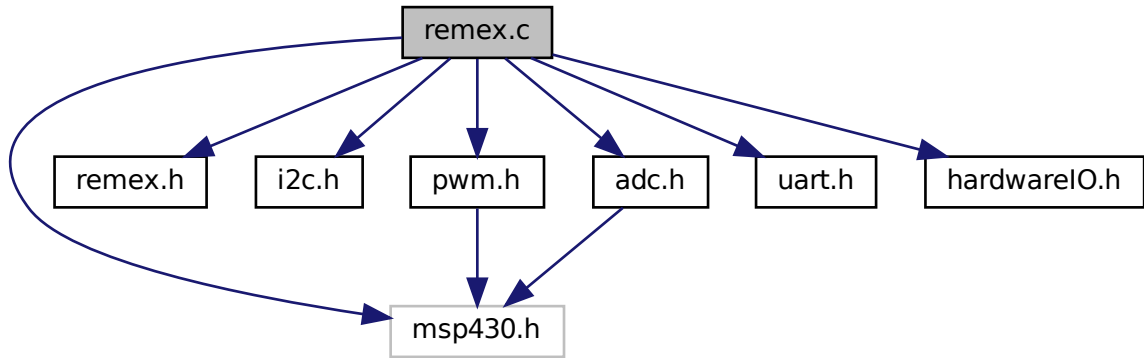 remex.c
remex.h
i2c.h
pwm.h
adc.h
uart.h
hardwareIO.h
msp430.h